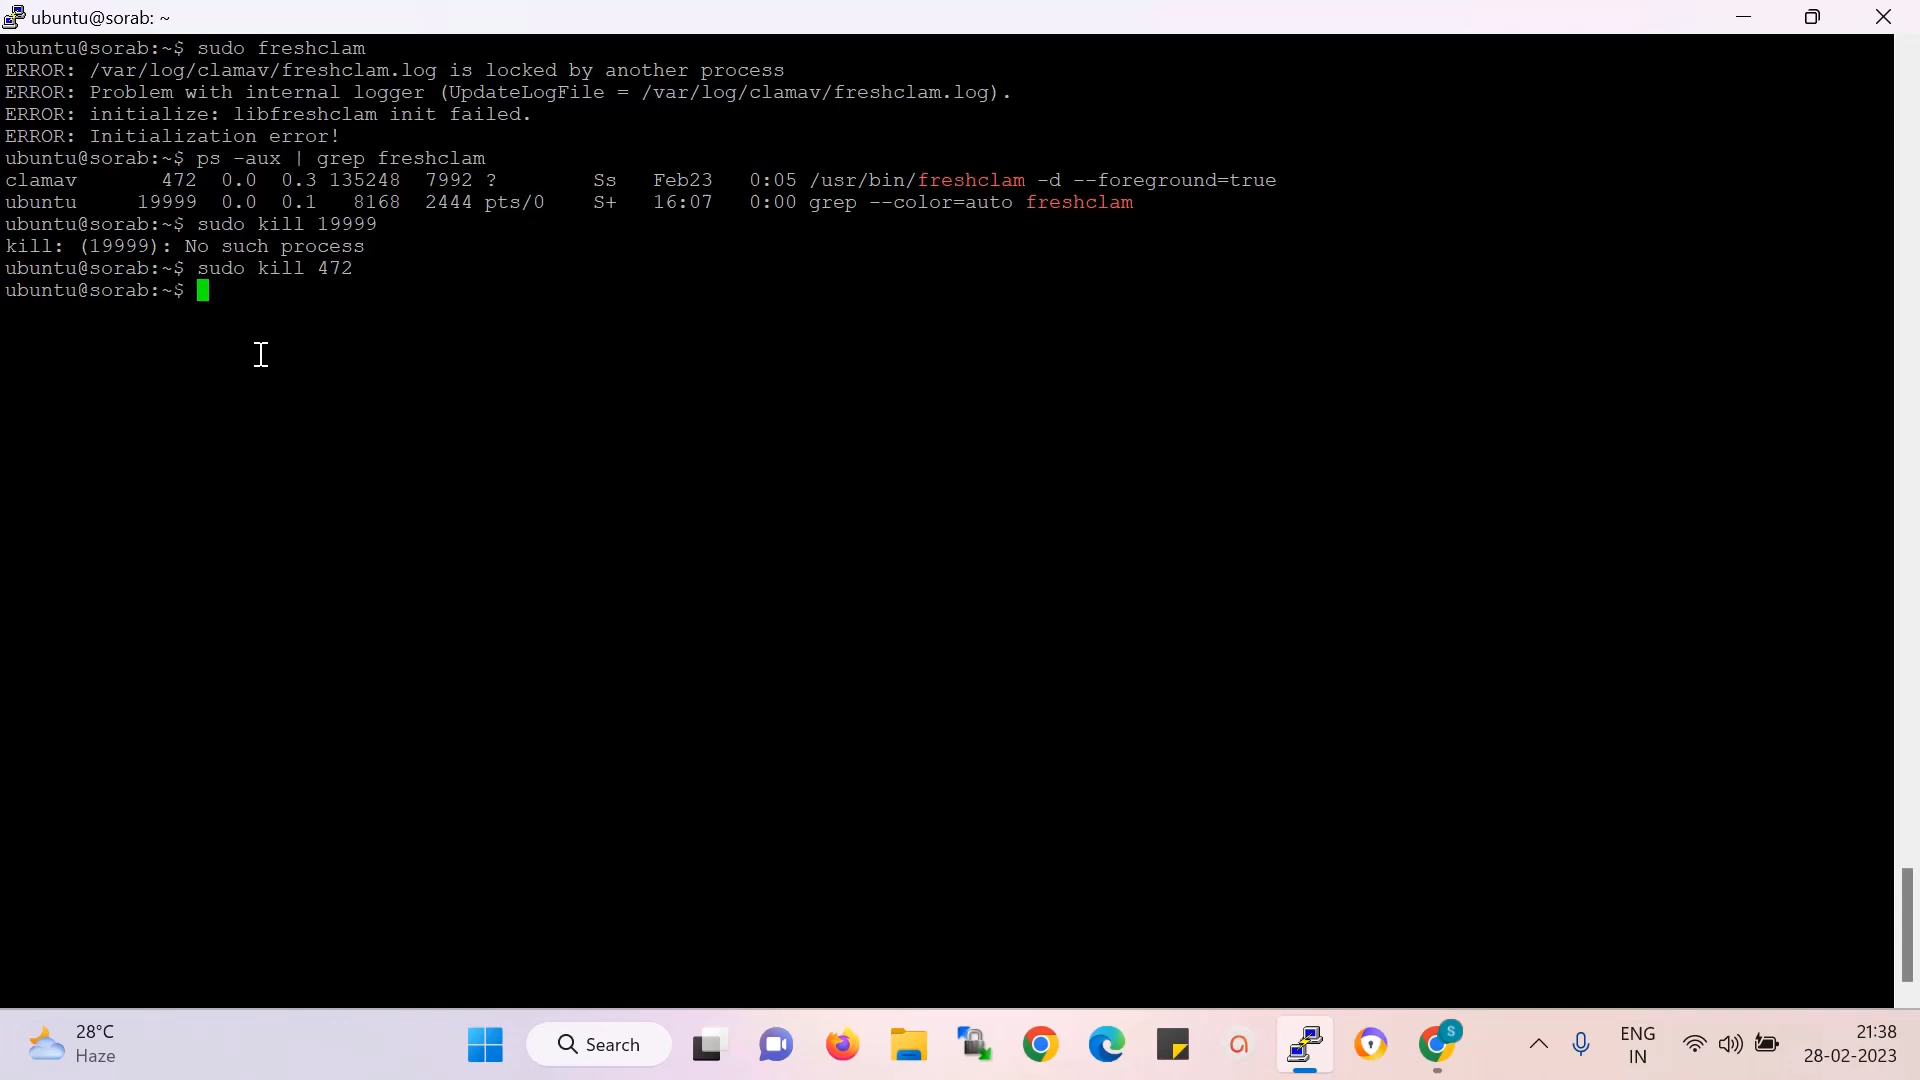 ubuntu@sorab: ~
ubuntu@sorab:~$ sudo freshclam
ERROR: /var/log/clamav/freshclam.log is locked by another process
ERROR: Problem with internal logger (UpdateLogFile = /var/log/clamav/freshclam.log).
ERROR: initialize: libfreshclam init failed.
ERROR: Initialization error!
ubuntu@sorab:~$ ps -aux | grep freshclam
clamav       472  0.0  0.3 135248  7992 ?        Ss   Feb23   0:05 /usr/bin/freshclam -d --foreground=true
ubuntu     19999  0.0  0.1   8168  2444 pts/0    S+   16:07   0:00 grep --color=auto freshclam
ubuntu@sorab:~$ sudo kill 19999
kill: (19999): No such process
ubuntu@sorab:~$ sudo kill 472
ubuntu@sorab:~$
28°C
Haze
Search
S
ENG
IN
21:38
28-02-2023